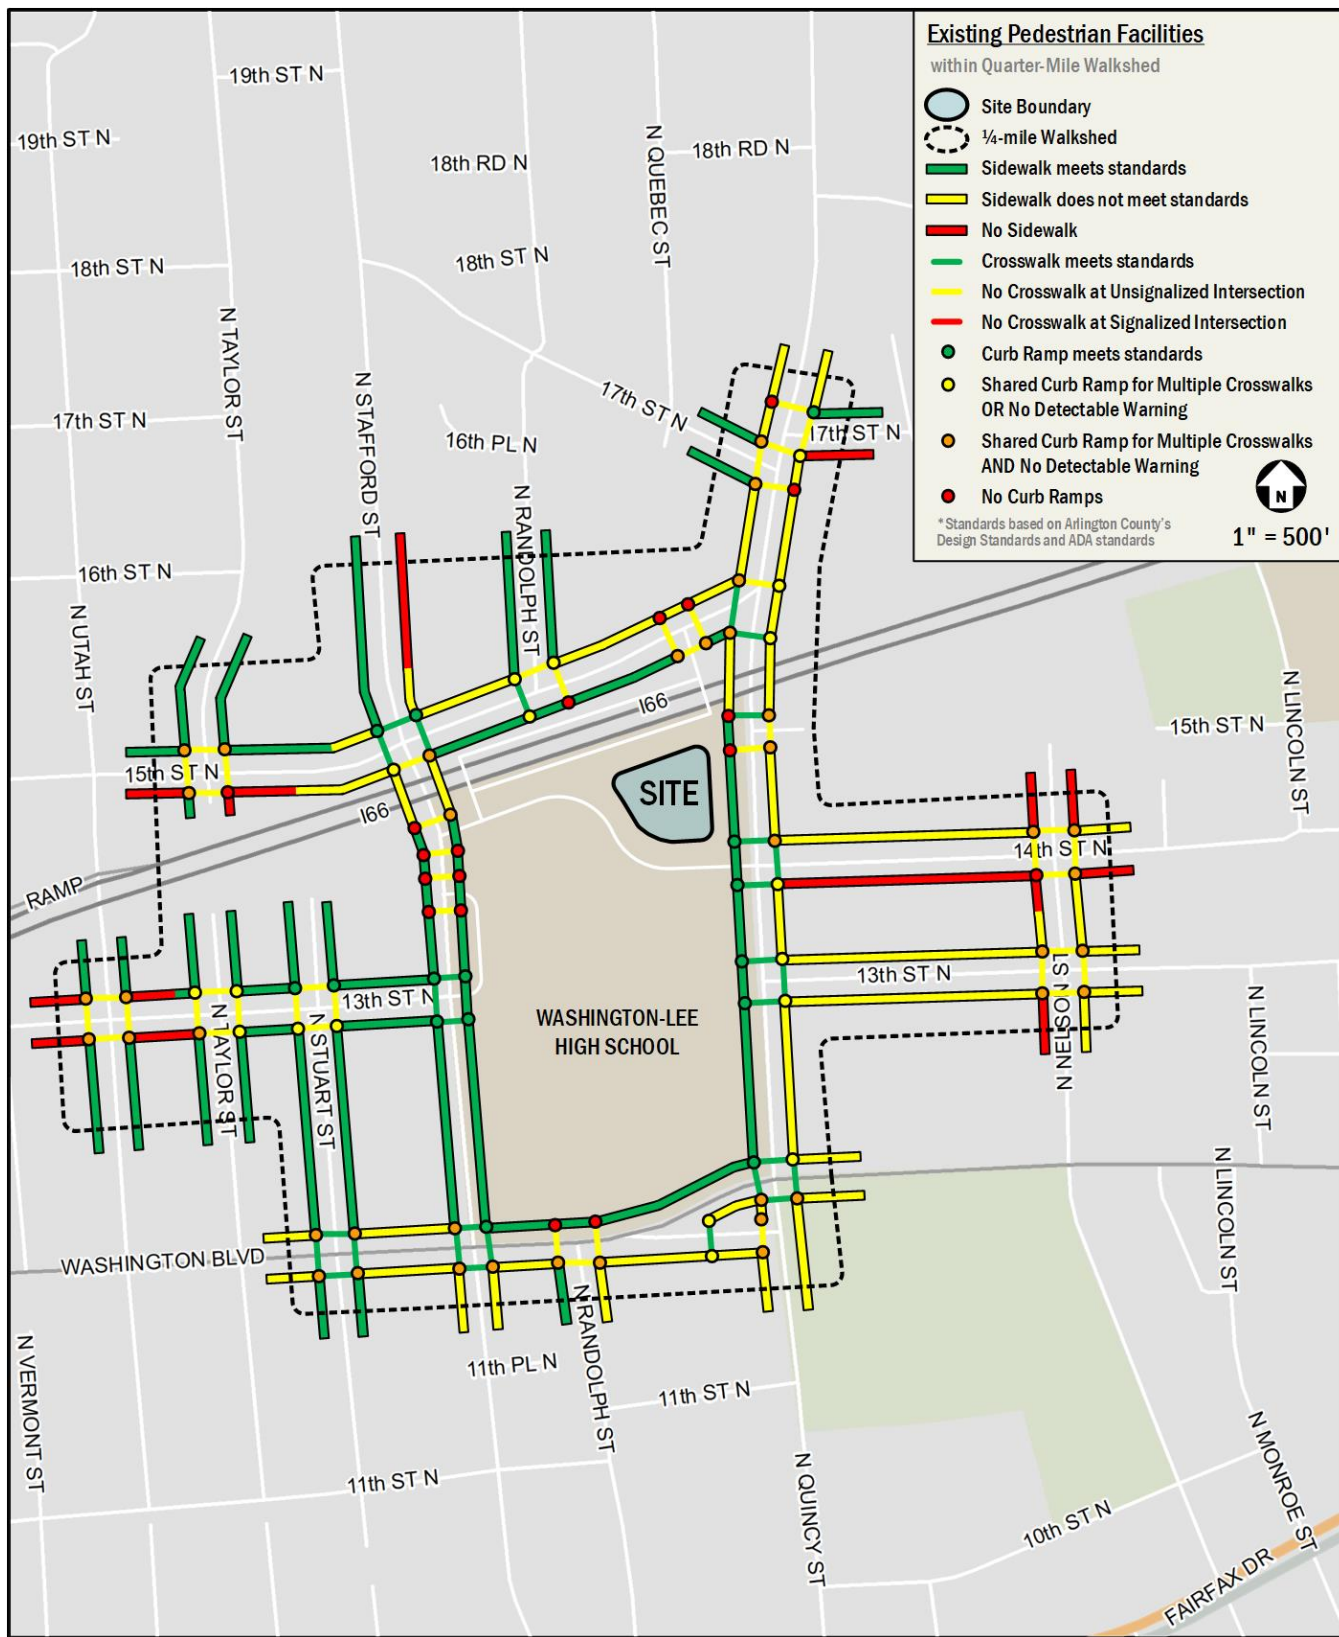 Existing Pedestrian Facilities
within Quarter-Mile Walkshed
Site Boundary
¼-mile Walkshed
Sidewalk meets standards
Sidewalk does not meet standards
No Sidewalk
Crosswalk meets standards
No Crosswalk at Unsignalized Intersection
No Crosswalk at Signalized Intersection
Curb Ramp meets standards
Shared Curb Ramp for Multiple Crosswalks
OR No Detectable Warning
Shared Curb Ramp for Multiple Crosswalks
AND No Detectable Warning
No Curb Ramps
*Standards based on Arlington County's
Design Standards and ADA standards
N
1" = 500'
19th ST N
19th ST N
18th RD N
18th RD N
N QUEBEC ST
18th ST N
18th ST N
N TAYLOR ST
N STAFFORD ST
17th ST N
17th ST N
17th ST N
16th PL N
N RANDOLPH ST
16th ST N
N UTAH ST
I66
15th ST N
15th ST N
N LINCOLN ST
SITE
I66
14th ST N
RAMP
13th ST N
13th ST N
N TAYLOR ST
N STUART ST
WASHINGTON-LEE
HIGH SCHOOL
N NELSON ST
N LINCOLN ST
WASHINGTON BLVD
N LINCOLN ST
N RANDOLPH ST
N VERMONT ST
11th PL N
11th ST N
11th ST N
N QUINCY ST
10th ST N
N MONROE ST
FAIRFAX DR